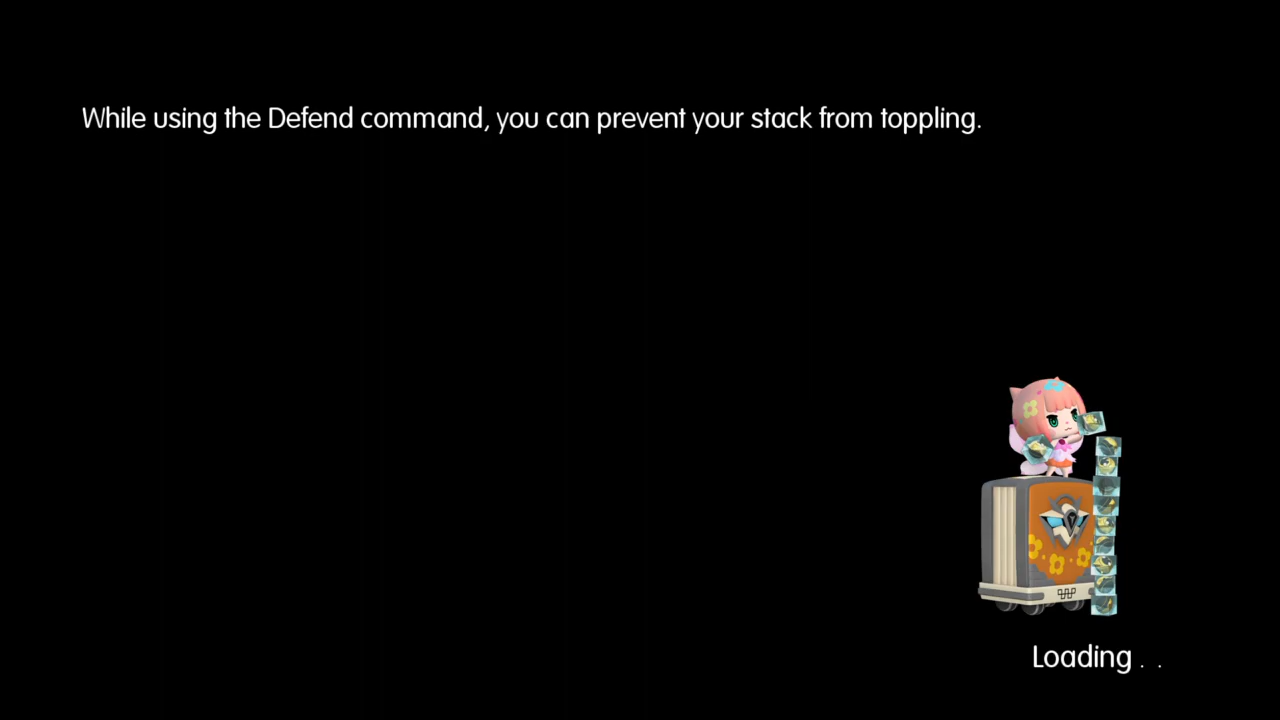 While using the Defend command, you can prevent your stack from toppling.
Loading . .